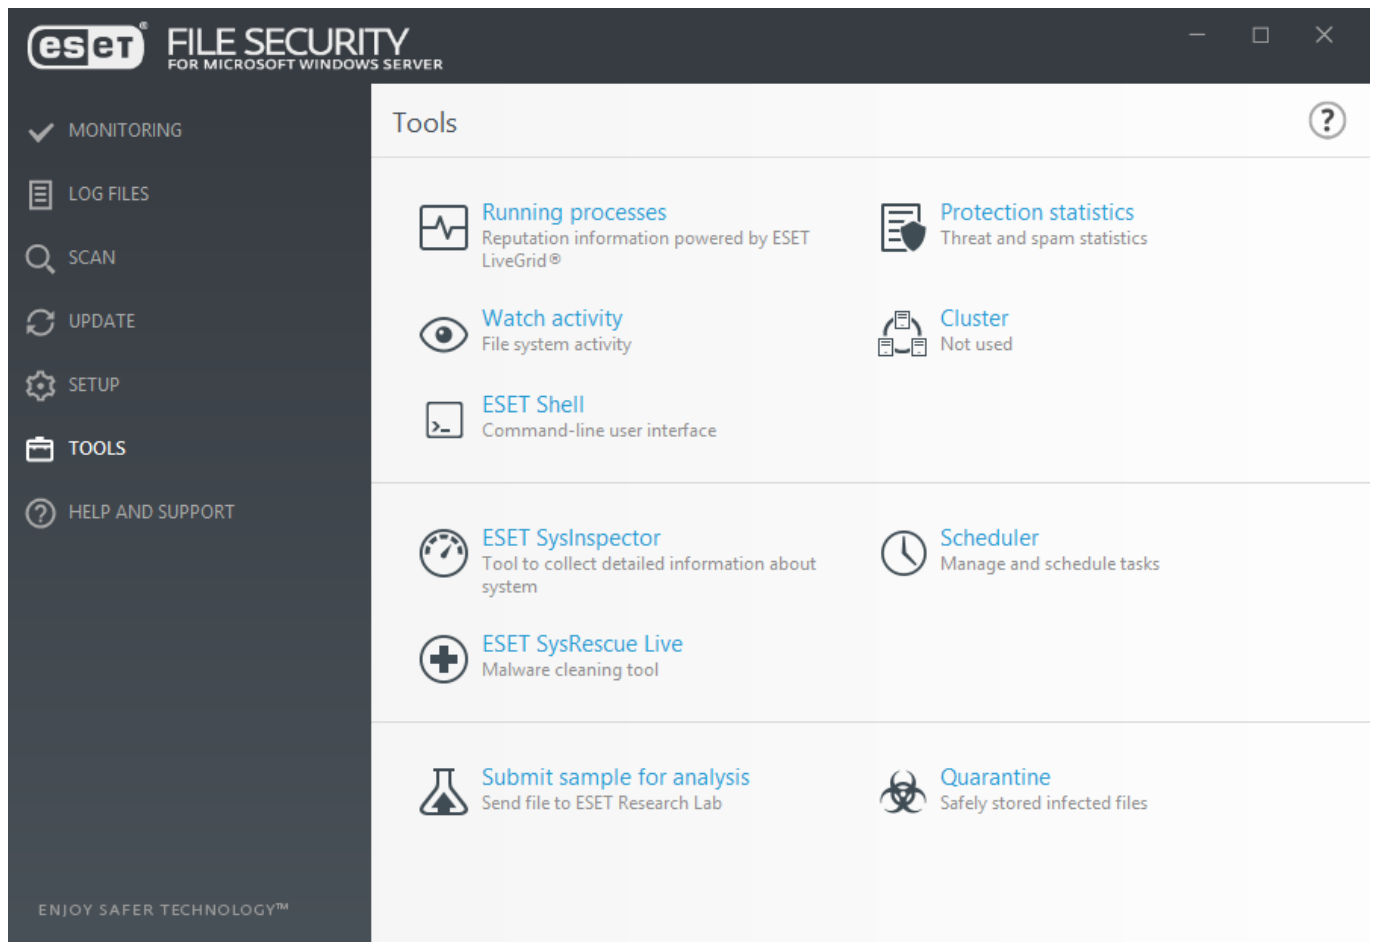 eset® FILE SECURITY
FOR MICROSOFT WINDOWS SERVER
MONITORING
LOG FILES
SCAN
UPDATE
SETUP
TOOLS
HELP AND SUPPORT
ENJOY SAFER TECHNOLOGY™
Tools
?
Running processes
Reputation information powered by ESET
LiveGrid®
Protection statistics
Threat and spam statistics
Watch activity
File system activity
Cluster
Not used
ESET Shell
Command-line user interface
ESET SysInspector
Tool to collect detailed information about
system
Scheduler
Manage and schedule tasks
ESET SysRescue Live
Malware cleaning tool
Submit sample for analysis
Send file to ESET Research Lab
Quarantine
Safely stored infected files